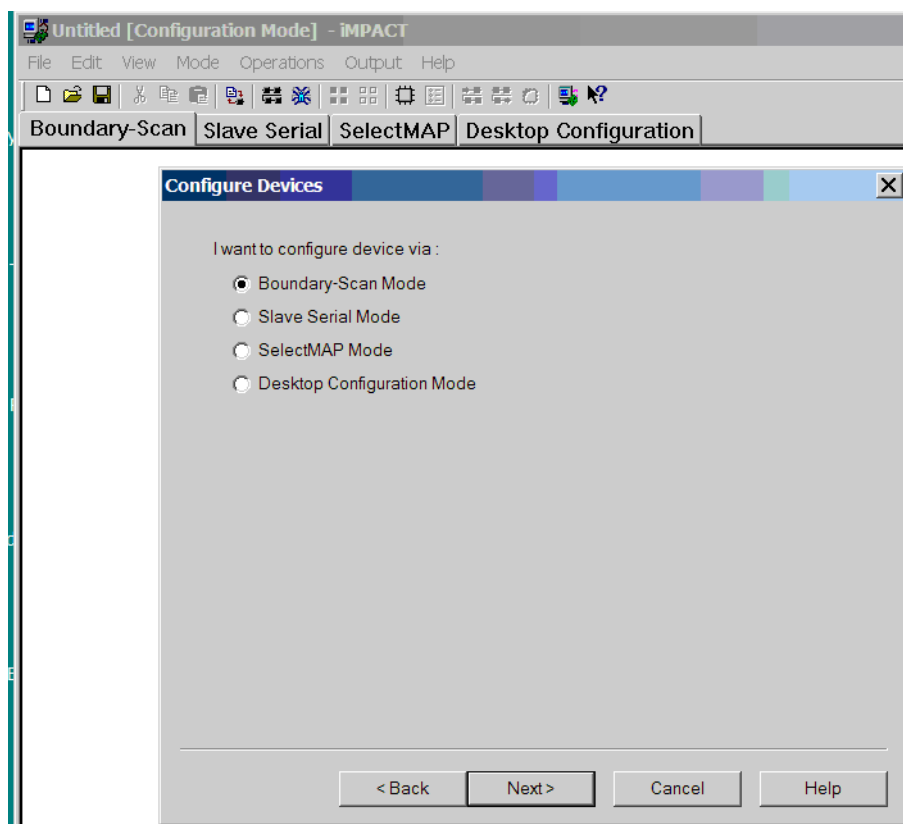 Untitled [Configuration Mode] - iMPACT
File Edit View Mode Operations Output Help
Boundary-Scan Slave Serial SelectMAP Desktop Configuration
Configure Devices
I want to configure device via :
Boundary-Scan Mode
Slave Serial Mode
SelectMAP Mode
Desktop Configuration Mode
< Back Next > Cancel Help